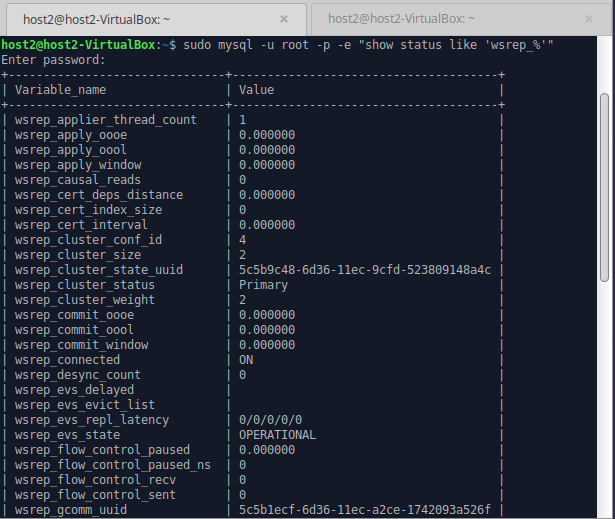 host2@host2-VirtualBox: ~ × host2@host2-VirtualBox: ~ ×
host2@host2-VirtualBox:~$ sudo mysql -u root -p -e "show status like 'wsrep_%'"
Enter password:
+------------------------------+--------------------------------------+
| Variable_name | Value |
+------------------------------+--------------------------------------+
| wsrep_applier_thread_count | 1 |
| wsrep_apply_oooe | 0.000000 |
| wsrep_apply_oool | 0.000000 |
| wsrep_apply_window | 0.000000 |
| wsrep_causal_reads | 0 |
| wsrep_cert_deps_distance | 0.000000 |
| wsrep_cert_index_size | 0 |
| wsrep_cert_interval | 0.000000 |
| wsrep_cluster_conf_id | 4 |
| wsrep_cluster_size | 2 |
| wsrep_cluster_state_uuid | 5c5b9c48-6d36-11ec-9cfd-523809148a4c |
| wsrep_cluster_status | Primary |
| wsrep_cluster_weight | 2 |
| wsrep_commit_oooe | 0.000000 |
| wsrep_commit_oool | 0.000000 |
| wsrep_commit_window | 0.000000 |
| wsrep_connected | ON |
| wsrep_desync_count | 0 |
| wsrep_evs_delayed | |
| wsrep_evs_evict_list | |
| wsrep_evs_repl_latency | 0/0/0/0/0 |
| wsrep_evs_state | OPERATIONAL |
| wsrep_flow_control_paused | 0.000000 |
| wsrep_flow_control_paused_ns | 0 |
| wsrep_flow_control_recv | 0 |
| wsrep_flow_control_sent | 0 |
| wsrep_gcomm_uuid | 5c5b1ecf-6d36-11ec-a2ce-1742093a526f |